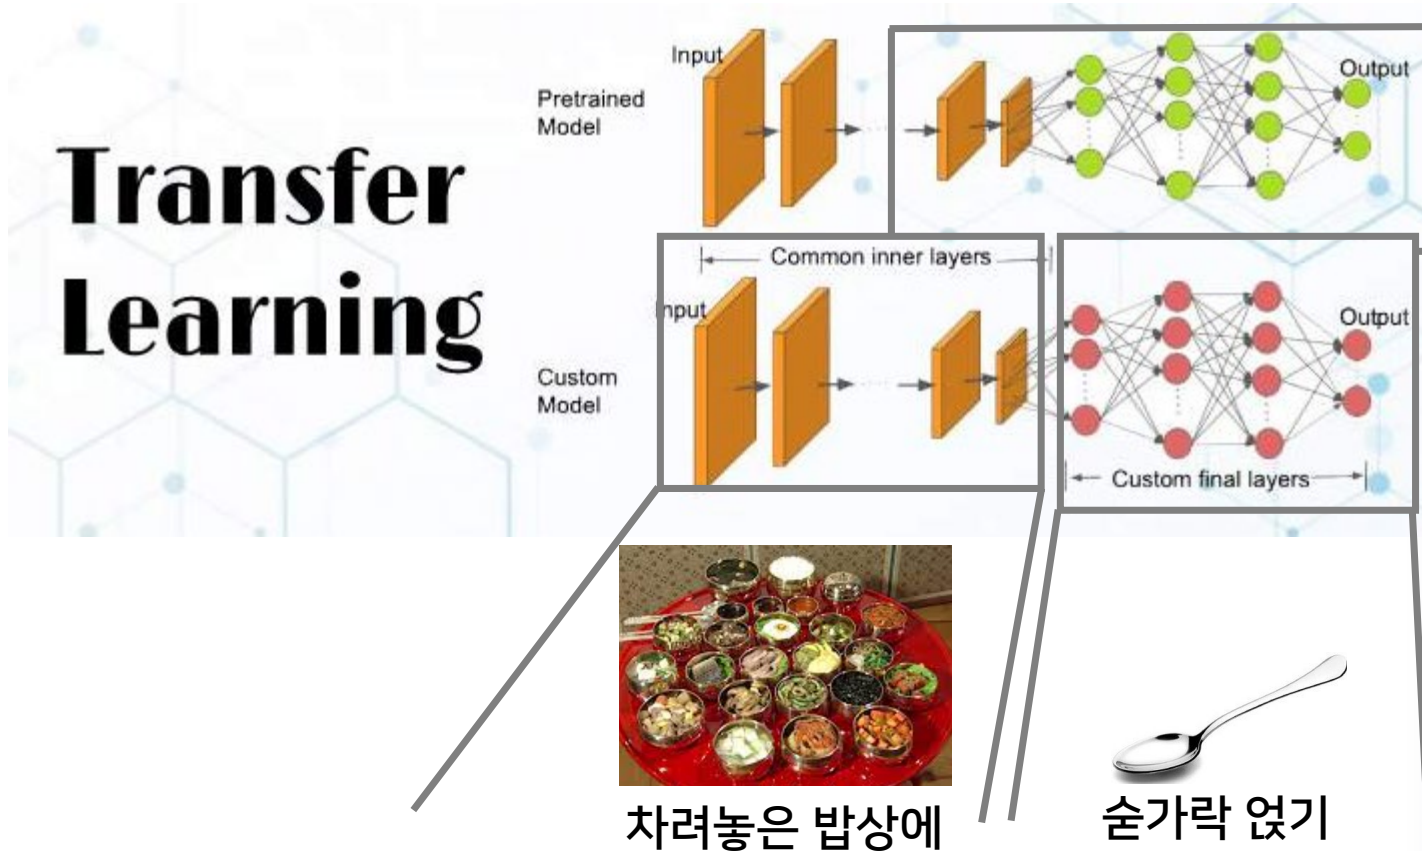 Transfer
Learning
Pretrained
Model
Input
Output
Common inner layers
Custom
Model
nput
Output
Custom final layers
차려놓은 밥상에
숟가락 얹기